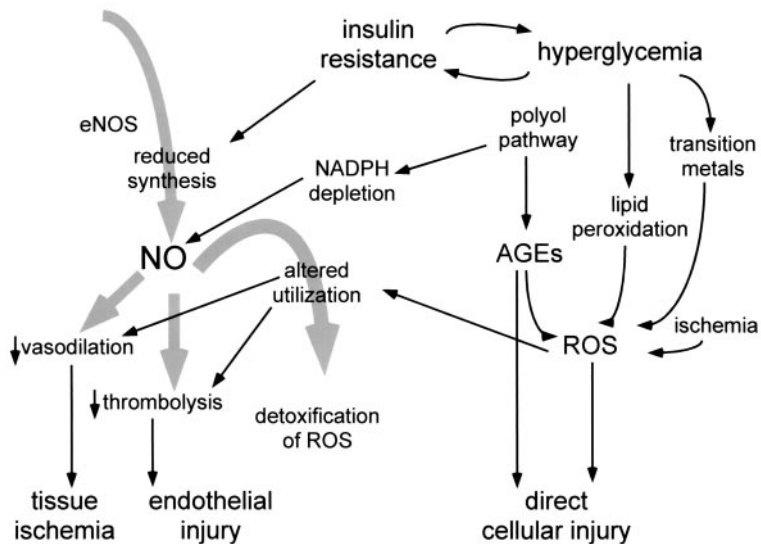 insulin
resistance
hyperglycemia
eNOS
reduced
synthesis
polyol
pathway
transition
metals
NADPH
depletion
lipid
peroxidation
NO
AGEs
altered
utilization
ischemia
vasodilation
ROS
thrombolysis
detoxification
of ROS
tissue
ischemia
endothelial
injury
direct
cellular injury